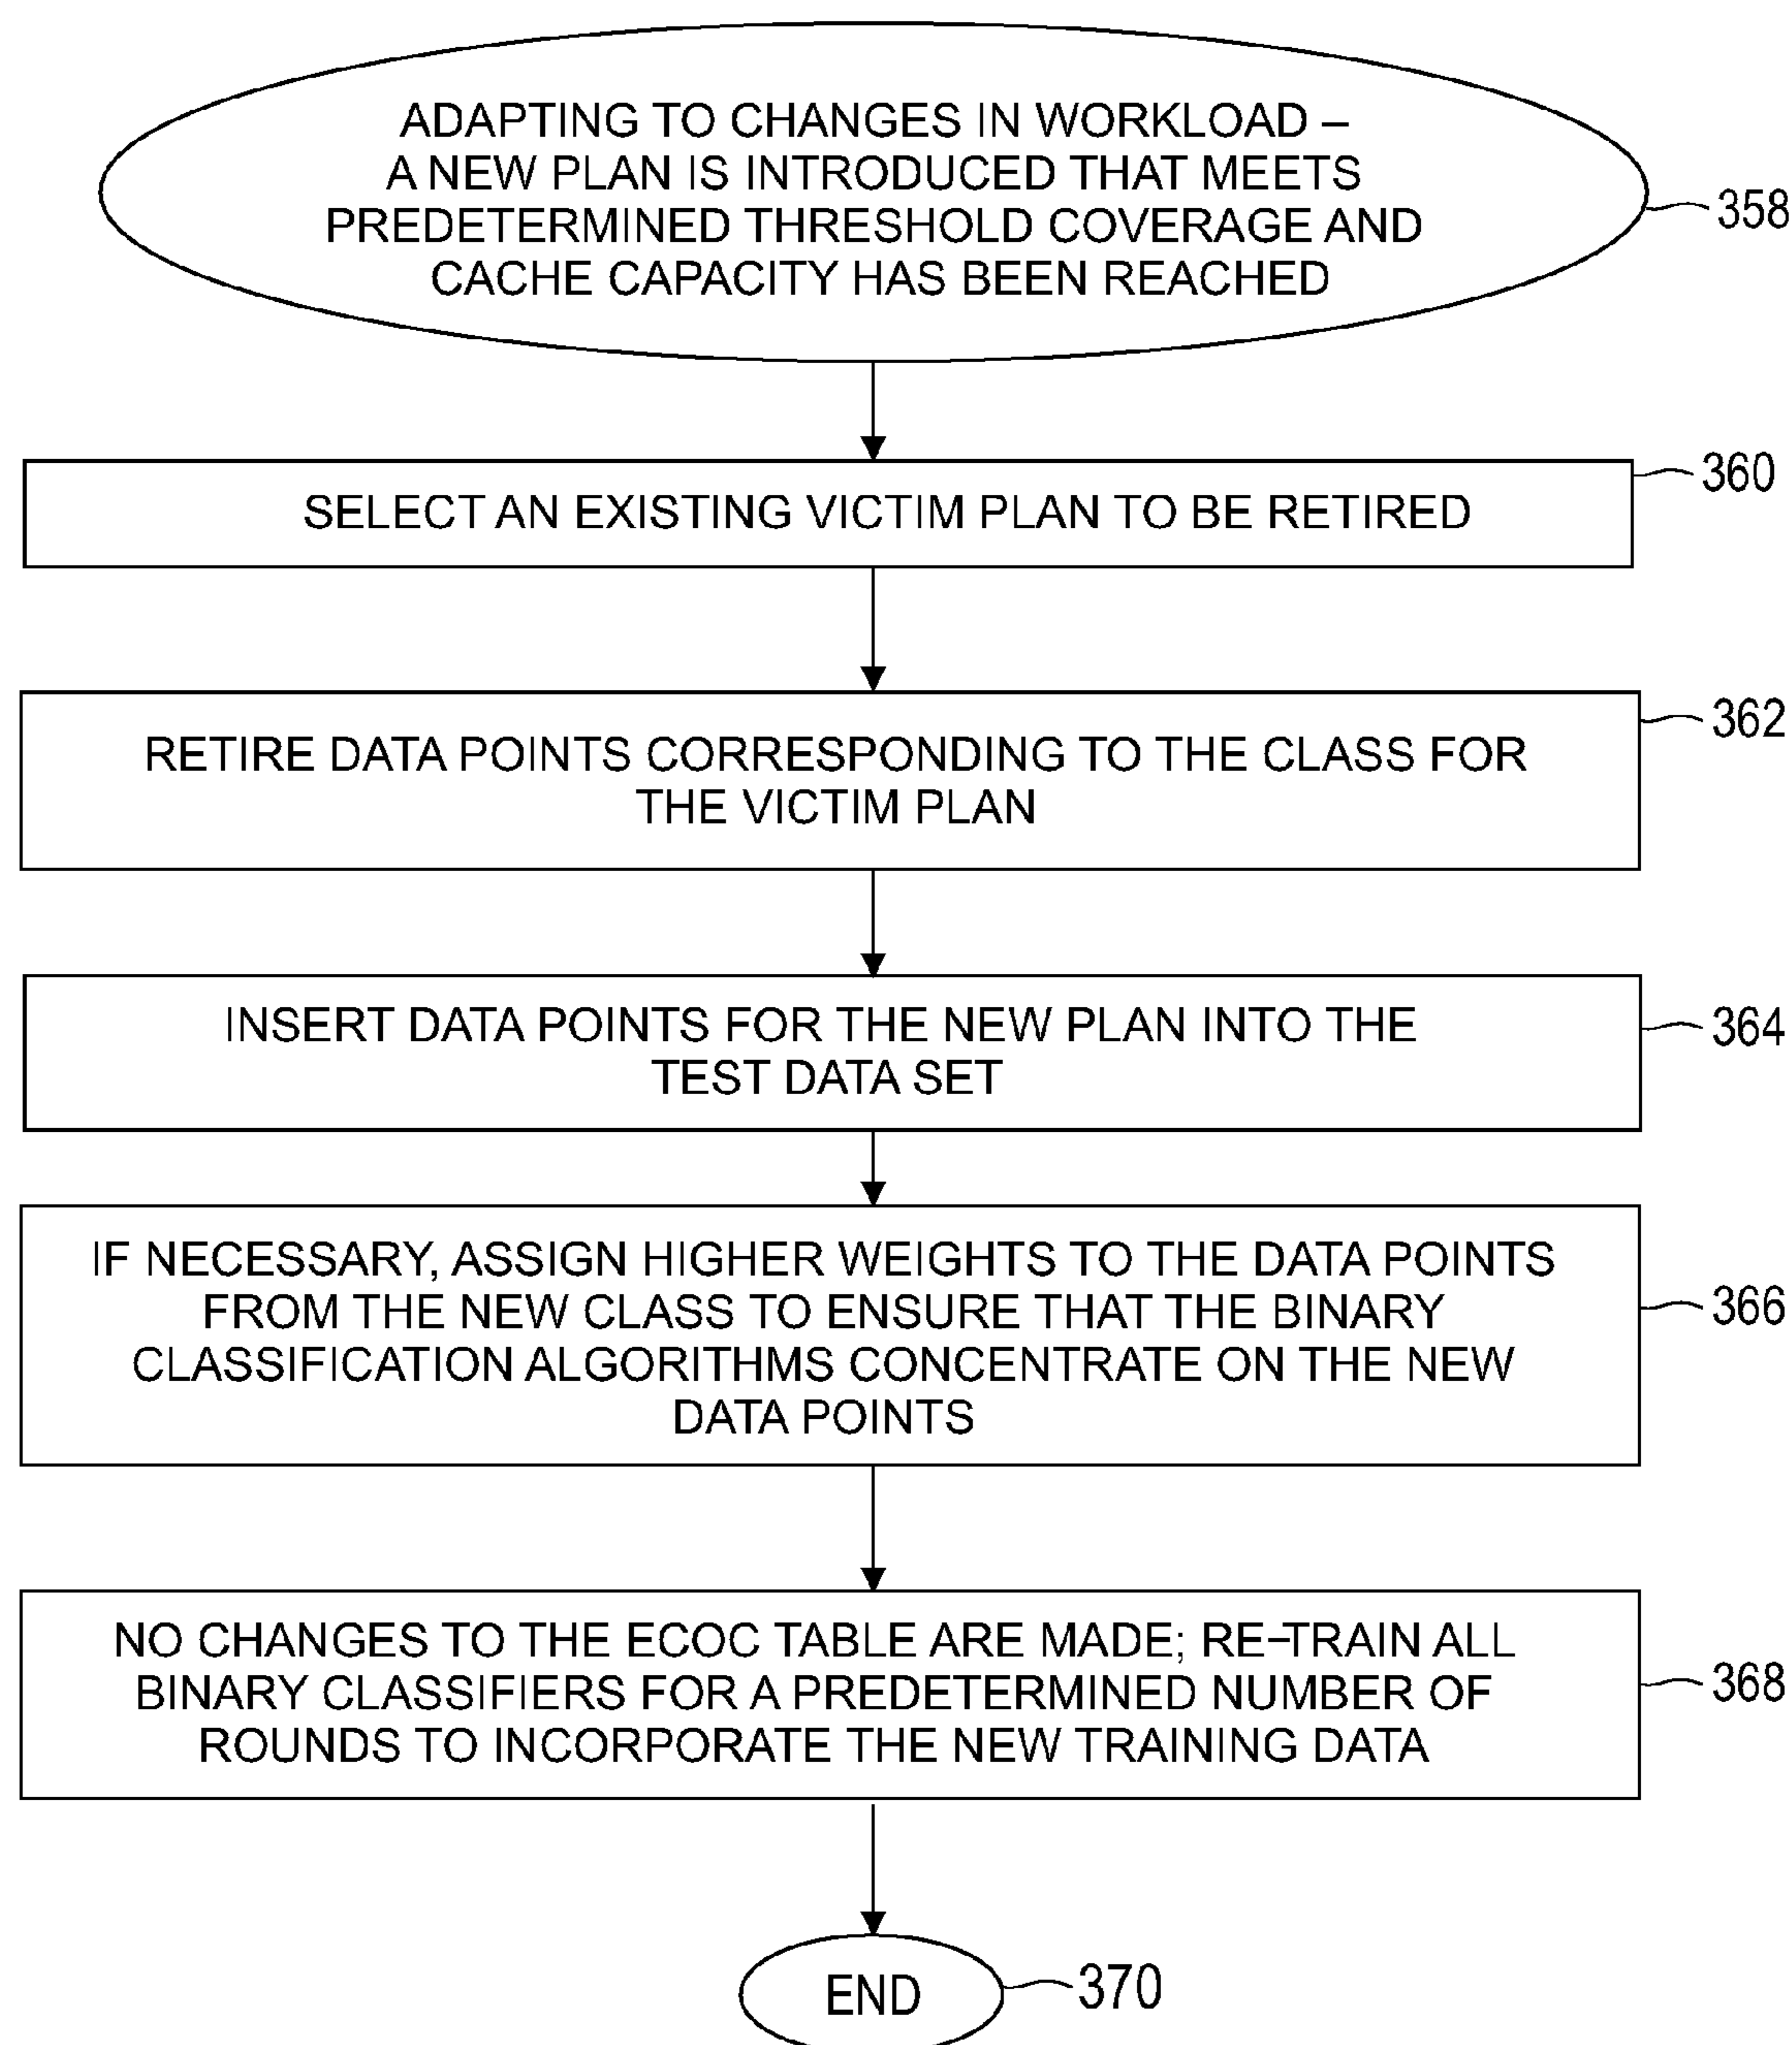 ADAPTING TO CHANGES IN WORKLOAD –
A NEW PLAN IS INTRODUCED THAT MEETS
PREDETERMINED THRESHOLD COVERAGE AND
CACHE CAPACITY HAS BEEN REACHED
358
SELECT AN EXISTING VICTIM PLAN TO BE RETIRED
360
RETIRE DATA POINTS CORRESPONDING TO THE CLASS FOR
THE VICTIM PLAN
362
INSERT DATA POINTS FOR THE NEW PLAN INTO THE
TEST DATA SET
364
IF NECESSARY, ASSIGN HIGHER WEIGHTS TO THE DATA POINTS
FROM THE NEW CLASS TO ENSURE THAT THE BINARY
CLASSIFICATION ALGORITHMS CONCENTRATE ON THE NEW
DATA POINTS
366
NO CHANGES TO THE ECOC TABLE ARE MADE; RE–TRAIN ALL
BINARY CLASSIFIERS FOR A PREDETERMINED NUMBER OF
ROUNDS TO INCORPORATE THE NEW TRAINING DATA
368
END
370